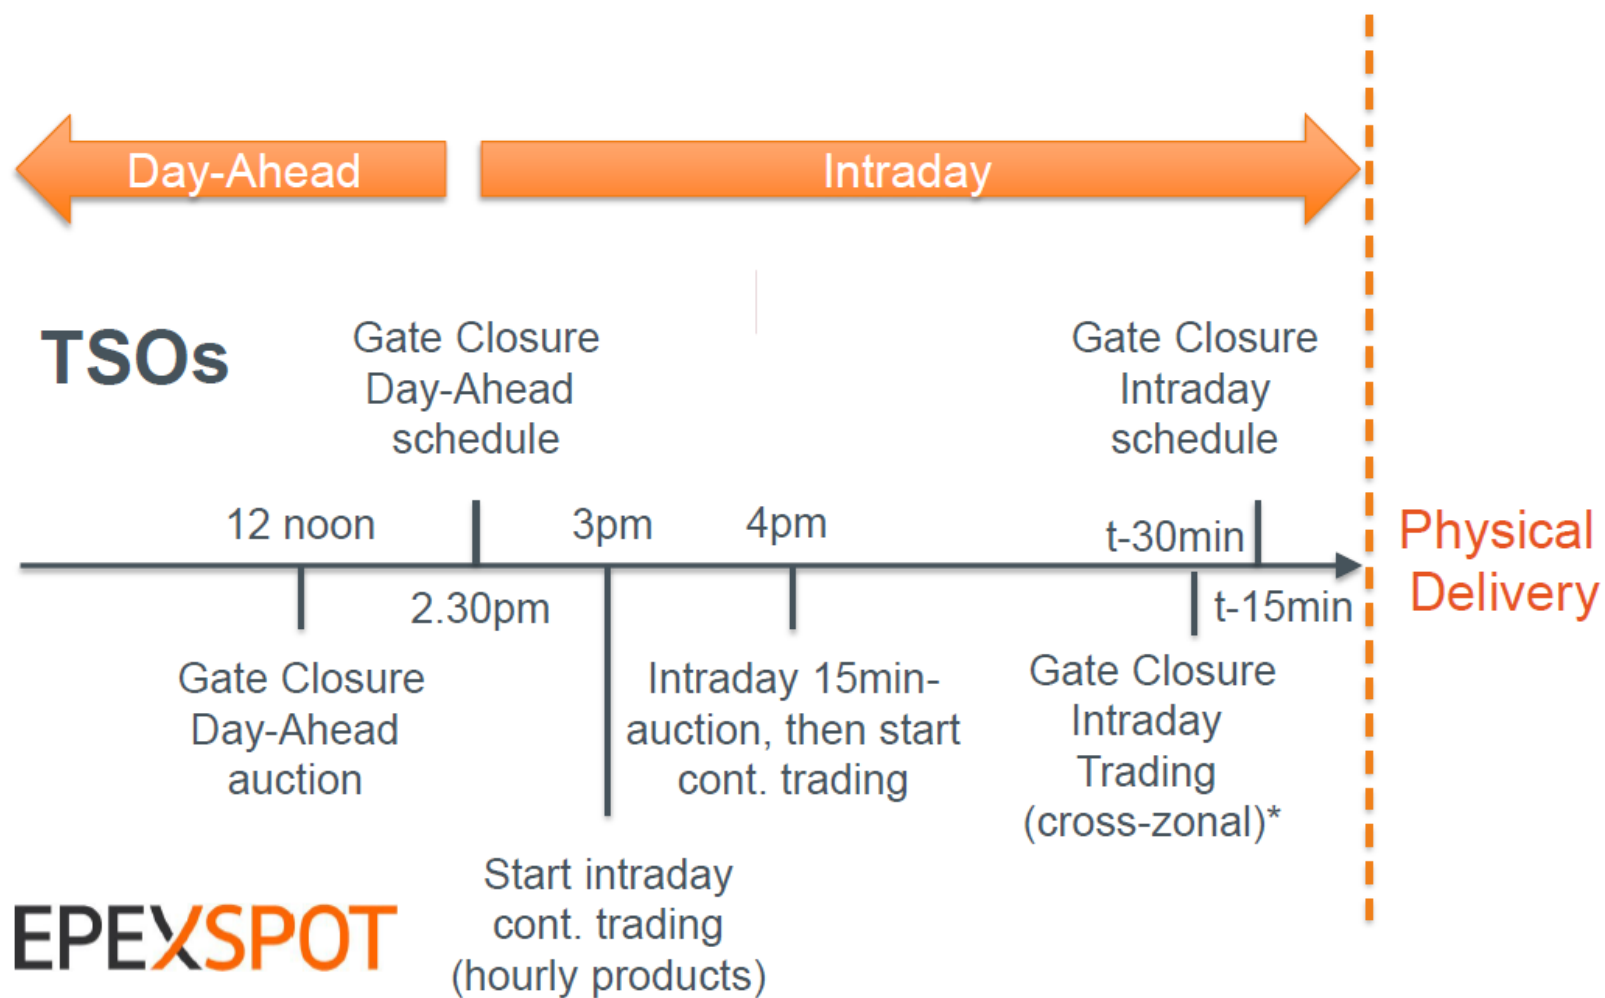 Day-Ahead
Intraday
TSOs
Gate Closure
Day-Ahead
schedule
Gate Closure
Intraday
schedule
12 noon
3pm
4pm
t-30min
Physical
Delivery
2.30pm
t-15min
Gate Closure
Day-Ahead
auction
Intraday 15min-
auction, then start
cont. trading
Gate Closure
Intraday
Trading
(cross-zonal)*
Start intraday
cont. trading
(hourly products)
EPEXSPOT